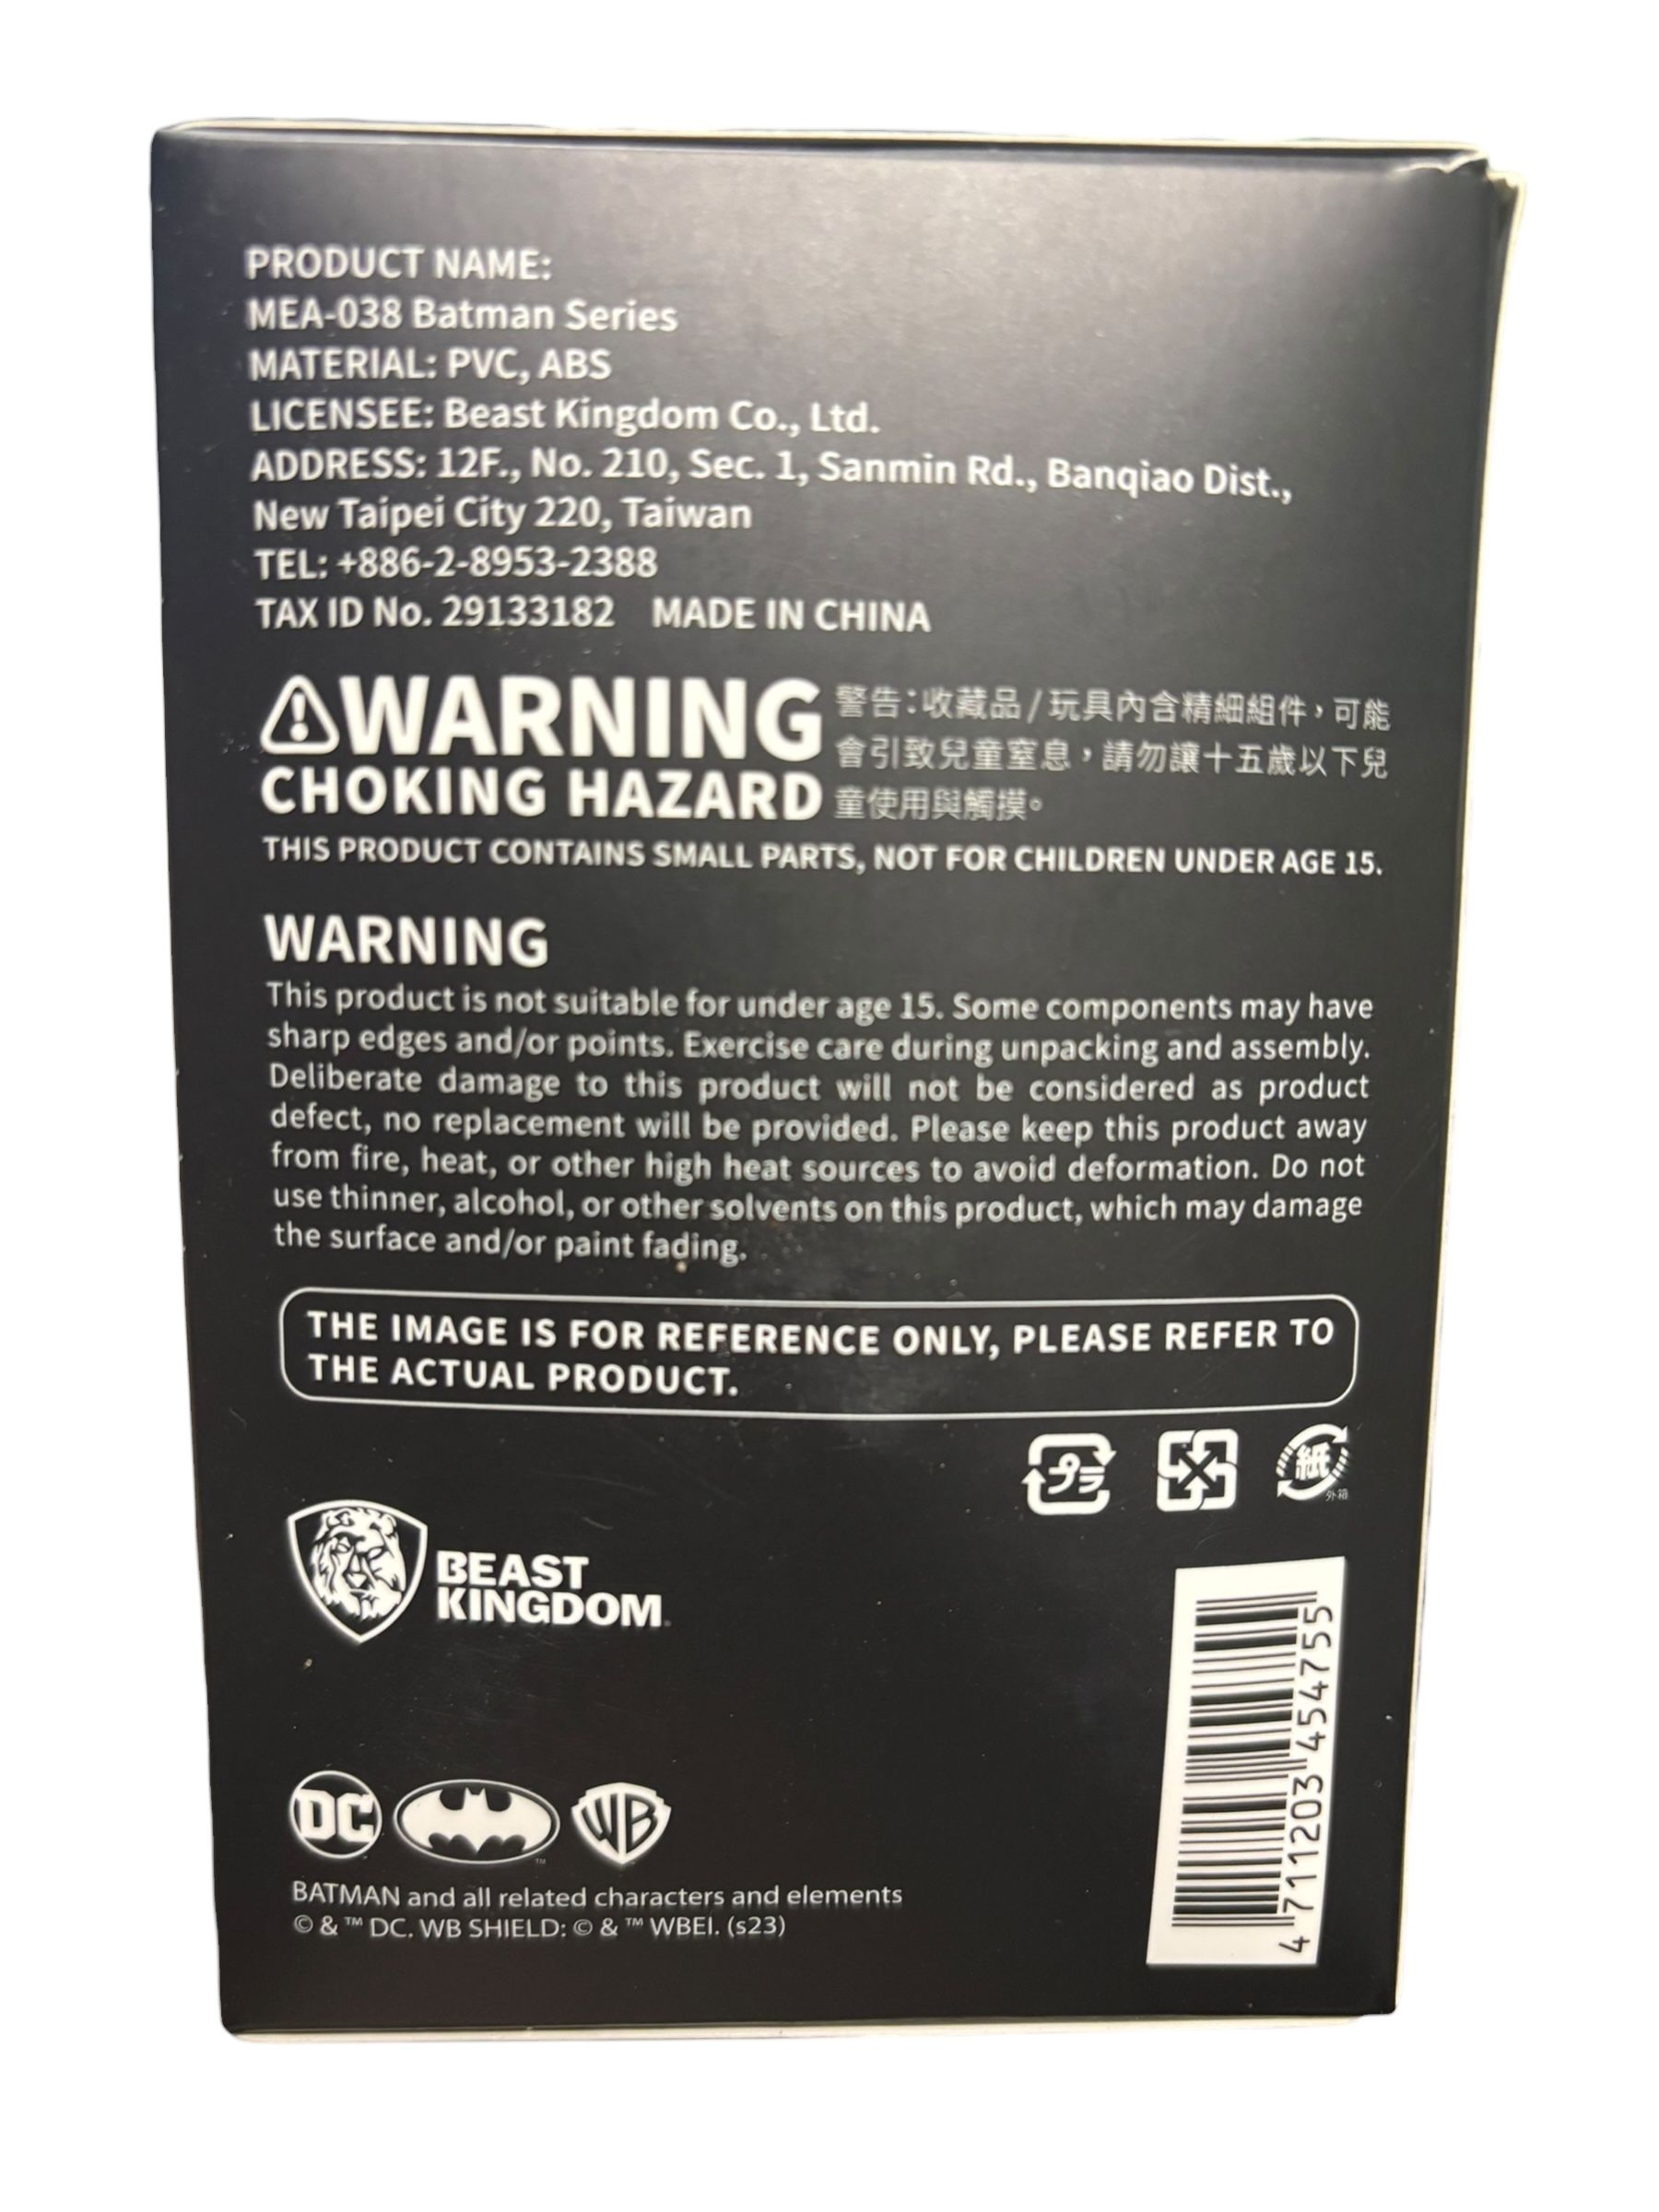 PRODUCT NAME:
MEA-038 Batman Series
MATERIAL: PVC, ABS
LICENSEE: Beast Kingdom Co., Ltd.
ADDRESS: 12F., No. 210, Sec. 1, Sanmin Rd., Banqiao Dist.,
New Taipei City 220, Taiwan
TEL: +886-2-8953-2388
TAX ID No. 29133182 MADE IN CHINA
WARNING
CHOKING HAZARD
警告：收藏品/玩具內含精細組件，可能
會引致兒童窒息，請勿讓十五歲以下兒
童使用與觸摸。
THIS PRODUCT CONTAINS SMALL PARTS, NOT FOR CHILDREN UNDER AGE 15.
WARNING
This product is not suitable for under age 15. Some components may have
sharp edges and/or points. Exercise care during unpacking and assembly.
Deliberate damage to this product will not be considered as product
defect, no replacement will be provided. Please keep this product away
from fire, heat, or other high heat sources to avoid deformation. Do not
use thinner, alcohol, or other solvents on this product, which may damage
the surface and/or paint fading.
THE IMAGE IS FOR REFERENCE ONLY, PLEASE REFER TO
THE ACTUAL PRODUCT.
プラ
紙
外箱
BEAST
KINGDOM
4 711203 454755
DC
TM
WB
BATMAN and all related characters and elements
© & ™ DC. WB SHIELD: © & ™ WBEI. (s23)